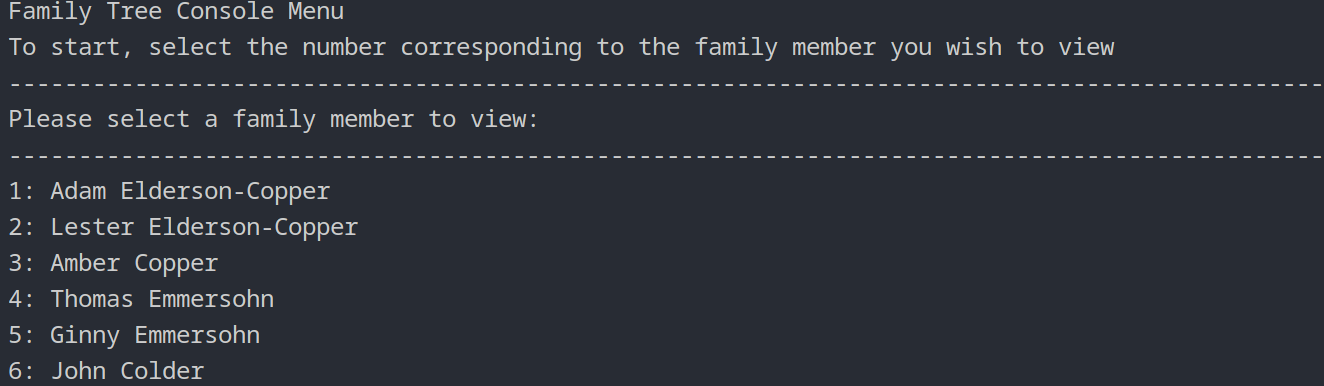 Family Tree Console Menu
To start, select the number corresponding to the family member you wish to view
----------------------------------------------------------------------------------------------
Please select a family member to view:
----------------------------------------------------------------------------------------------
1: Adam Elderson-Copper
2: Lester Elderson-Copper
3: Amber Copper
4: Thomas Emmersohn
5: Ginny Emmersohn
6: John Colder